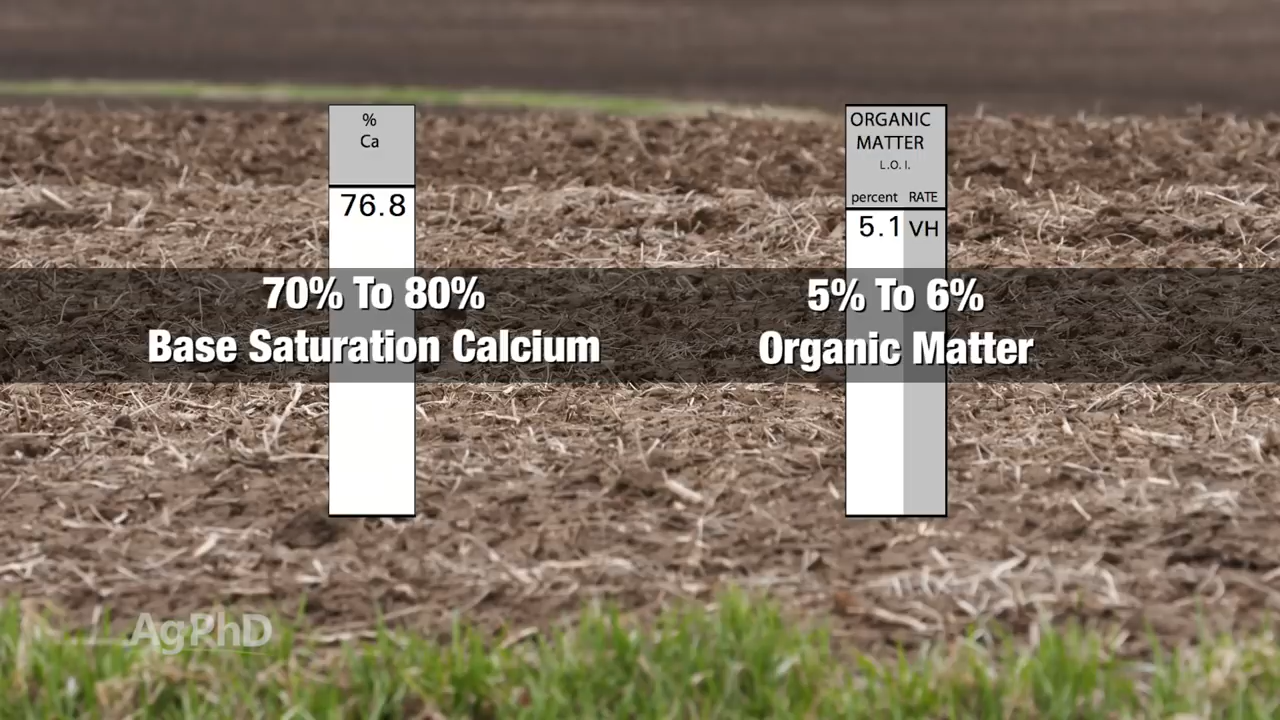 %
Ca
76.8
ORGANIC
MATTER
L.O.I.
percent RATE
5.1 VH
70% To 80%
Base Saturation Calcium
5% To 6%
Organic Matter
AgPhD